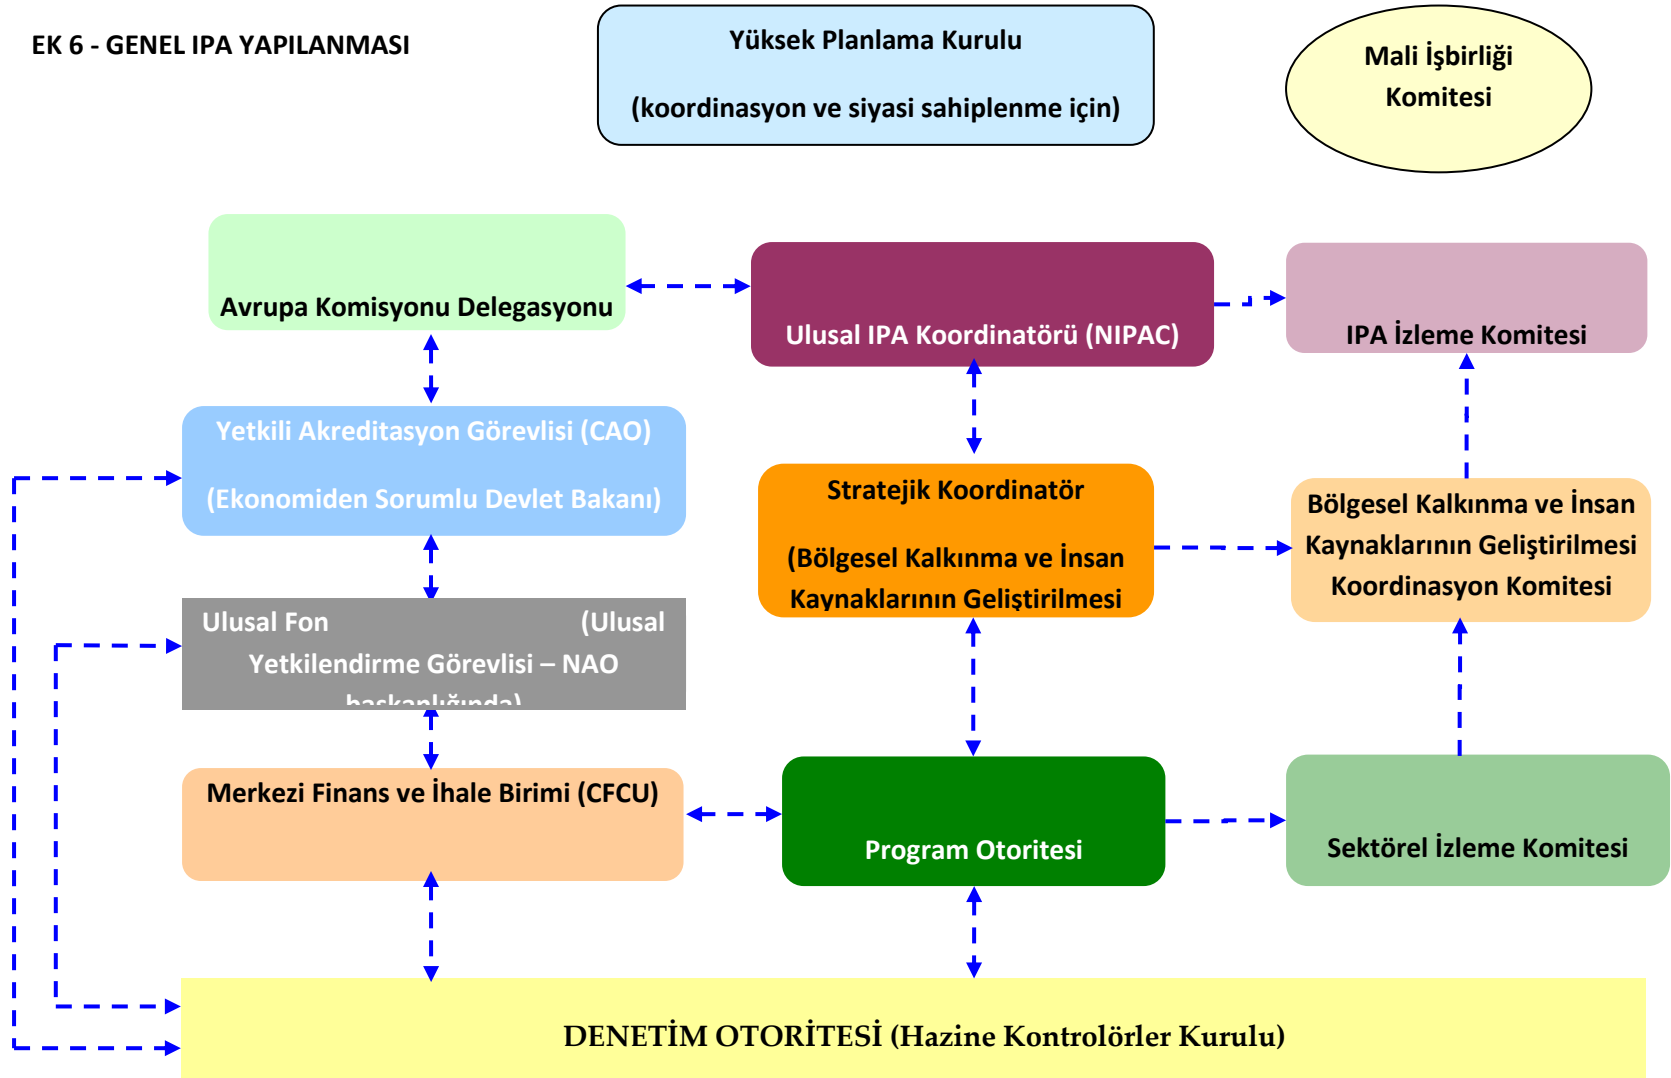 EK 6 - GENEL IPA YAPILANMASI
Yüksek Planlama Kurulu
(koordinasyon ve siyasi sahiplenme için)
Mali İşbirliği
Komitesi
Avrupa Komisyonu Delegasyonu
Ulusal IPA Koordinatörü (NIPAC)
IPA İzleme Komitesi
Yetkili Akreditasyon Görevlisi (CAO)
(Ekonomiden Sorumlu Devlet Bakanı)
Stratejik Koordinatör
(Bölgesel Kalkınma ve İnsan
Kaynaklarının Geliştirilmesi
Bölgesel Kalkınma ve İnsan
Kaynaklarının Geliştirilmesi
Koordinasyon Komitesi
Ulusal Fon (Ulusal
Yetkilendirme Görevlisi – NAO
başkanlığında)
Merkezi Finans ve İhale Birimi (CFCU)
Program Otoritesi
Sektörel İzleme Komitesi
DENETİM OTORİTESİ (Hazine Kontrolörler Kurulu)